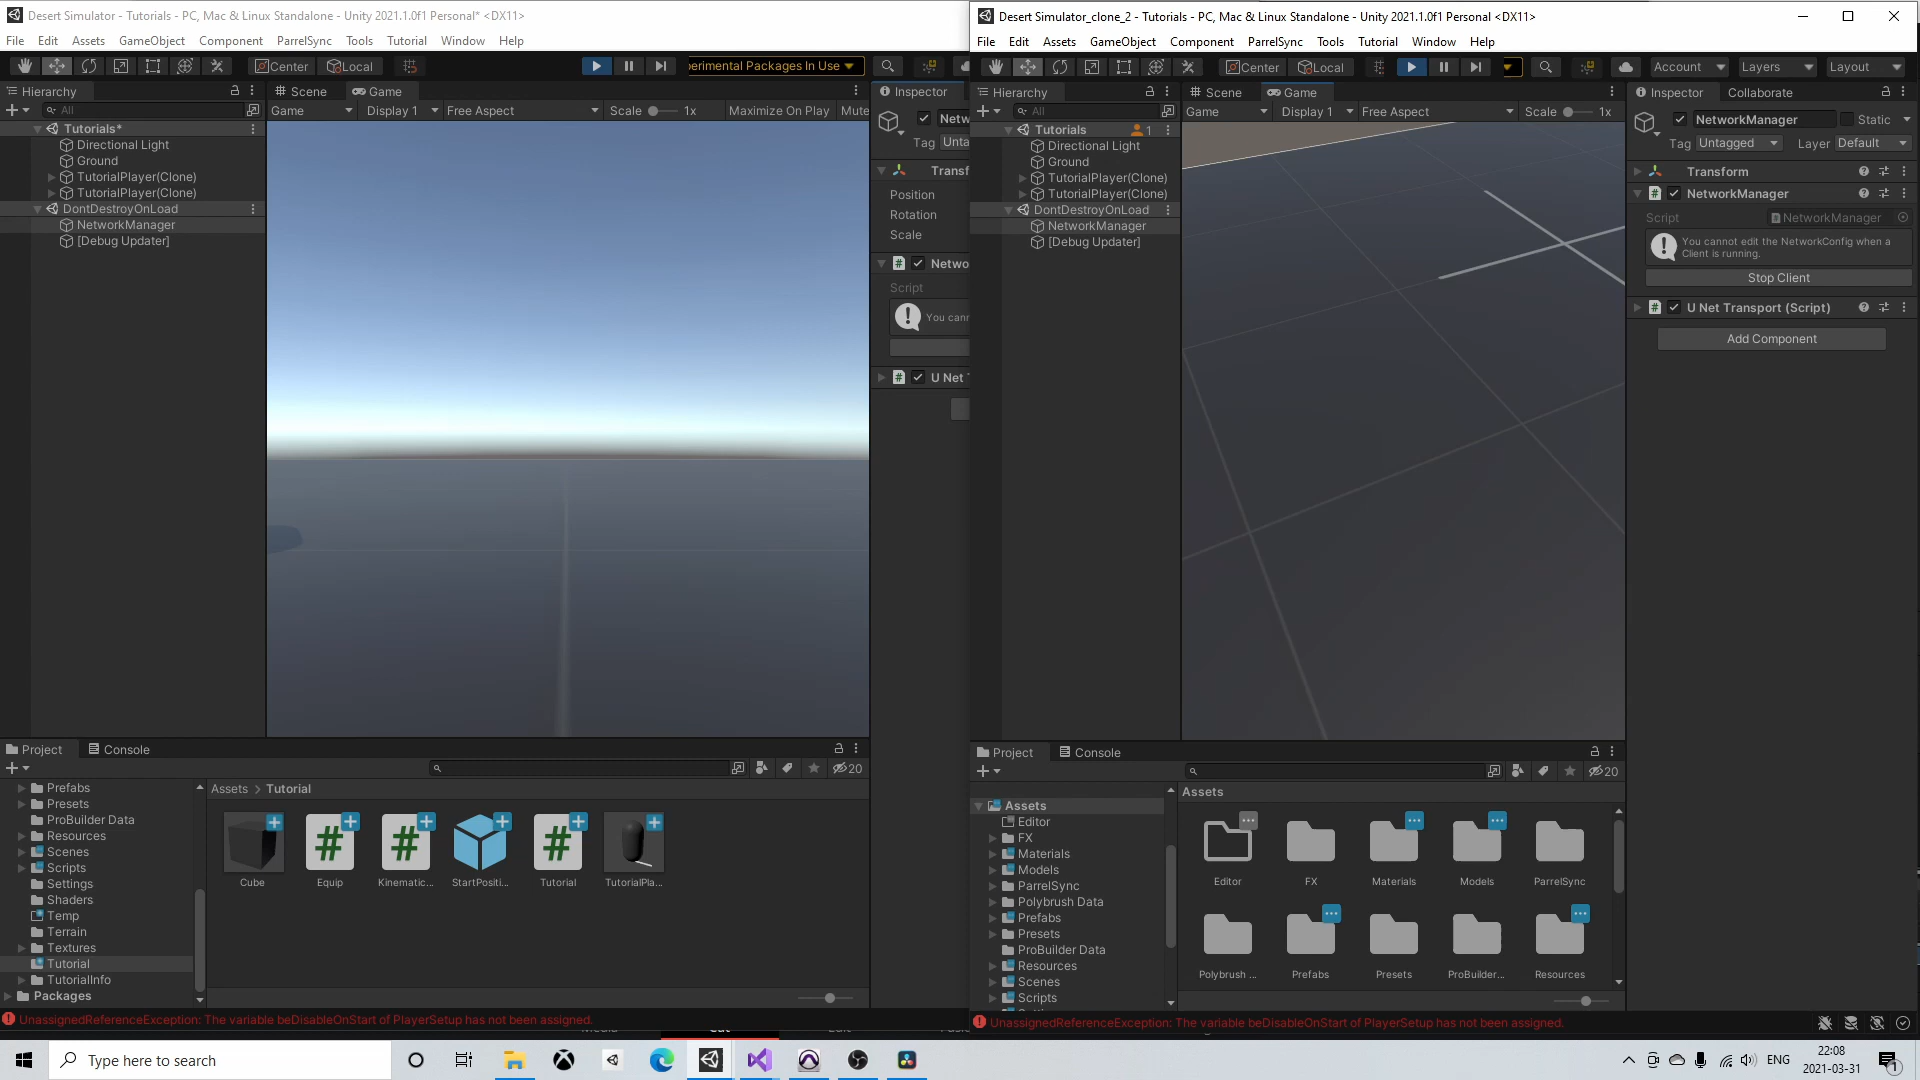 Desert Simulator - Tutorials - PC, Mac & Linux Standalone - Unity 2021.1.0f1 Personal* <DX11>
File Edit Assets GameObject Component ParrelSync Tools Tutorial Window Help
Center Local
erimental Packages In Use
Hierarchy
All
Tutorials*
Directional Light
Ground
TutorialPlayer(Clone)
TutorialPlayer(Clone)
DontDestroyOnLoad
NetworkManager
[Debug Updater]
Scene Game
Game Display 1 Free Aspect Scale 1x Maximize On Play Mute
Inspector
Netw
Tag Unta
Transf
Position
Rotation
Scale
Netwo
Script
You cann
U Net
Project Console
20
Prefabs
Presets
ProBuilder Data
Resources
Scenes
Scripts
Settings
Shaders
Temp
Terrain
Textures
Tutorial
TutorialInfo
Packages
Assets > Tutorial
Cube Equip Kinematic... StartPositi... Tutorial TutorialPla...
UnassignedReferenceException: The variable beDisableOnStart of PlayerSetup has not been assigned.
Desert Simulator_clone_2 - Tutorials - PC, Mac & Linux Standalone - Unity 2021.1.0f1 Personal <DX11>
File Edit Assets GameObject Component ParrelSync Tools Tutorial Window Help
Center Local
Account Layers Layout
Hierarchy
All
Tutorials 1
Directional Light
Ground
TutorialPlayer(Clone)
TutorialPlayer(Clone)
DontDestroyOnLoad
NetworkManager
[Debug Updater]
Scene Game
Game Display 1 Free Aspect Scale 1x
Inspector Collaborate
NetworkManager Static
Tag Untagged Layer Default
Transform
NetworkManager
Script NetworkManager
You cannot edit the NetworkConfig when a
Client is running.
Stop Client
U Net Transport (Script)
Add Component
Project Console
20
Assets
Editor
FX
Materials
Models
ParrelSync
Polybrush Data
Prefabs
Presets
ProBuilder Data
Resources
Scenes
Scripts
Assets
Editor FX Materials Models ParrelSync
Polybrush ... Prefabs Presets ProBuilder... Resources
UnassignedReferenceException: The variable beDisableOnStart of PlayerSetup has not been assigned.
Type here to search
ENG
22:08
2021-03-31
1